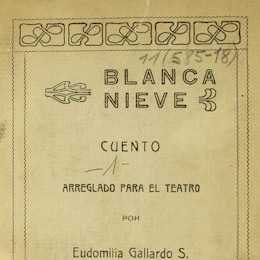 11(585-18)
BLANCA
NIEVE
CUENTO
-1-
ARREGLADO PARA EL TEATRO
POR
Eudomilia Gallardo S.